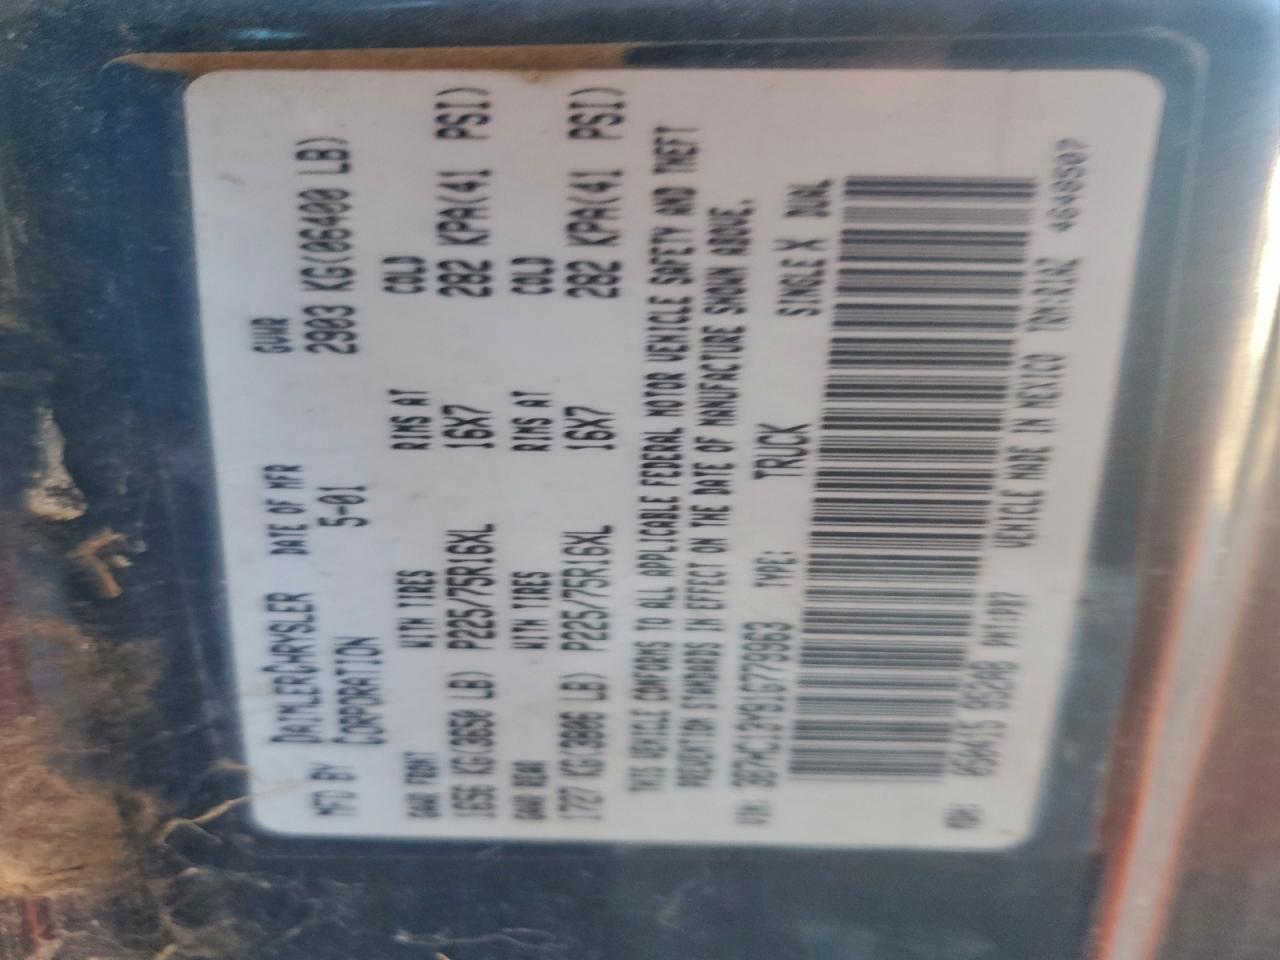 MFD BY DAIMLERCHRYSLER DATE OF MFR GVWR
CORPORATION 5-01 2903 KG(06400 LB)
GAWR FRONT WITH TIRES RIMS AT COLD
1656 KG(3650 LB) P225/75R16XL 16X7 282 KPA(41 PSI)
GAWR REAR WITH TIRES RIMS AT COLD
LB) P225/75R16XL 16X7 282 KPA(41 PSI)
THIS VEHICLE CONFORMS TO ALL APPLICABLE FEDERAL MOTOR VEHICLE SAFETY AND THEFT
PREVENTION STANDARDS IN EFFECT ON THE DATE OF MANUFACTURE SHOWN ABOVE.
VIN: TYPE: TRUCK SINGLE X DUAL
MDH: VEHICLE MADE IN MEXICO 4648507